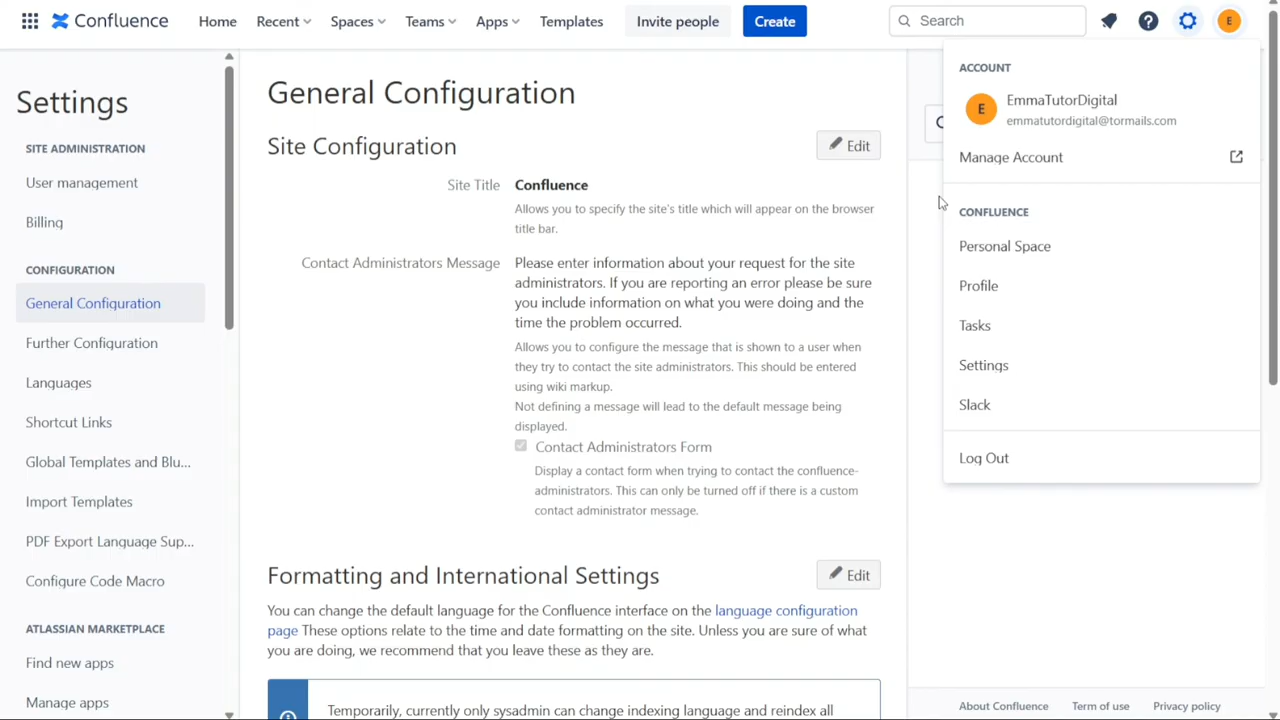 Confluence
Home
Recent
Spaces
Teams
Apps
Templates
Invite people
Create
Search
E
Settings
SITE ADMINISTRATION
User management
Billing
CONFIGURATION
General Configuration
Further Configuration
Languages
Shortcut Links
Global Templates and Blu...
Import Templates
PDF Export Language Sup...
Configure Code Macro
ATLASSIAN MARKETPLACE
Find new apps
Manage apps
General Configuration
Site Configuration
Edit
Site Title
Confluence
Allows you to specify the site's title which will appear on the browser
title bar.
Contact Administrators Message
Please enter information about your request for the site
administrators. If you are reporting an error please be sure
you include information on what you were doing and the
time the problem occurred.
Allows you to configure the message that is shown to a user when
they try to contact the site administrators. This should be entered
using wiki markup.
Not defining a message will lead to the default message being
displayed.
Contact Administrators Form
Display a contact form when trying to contact the confluence-
administrators. This can only be turned off if there is a custom
contact administrator message.
Formatting and International Settings
Edit
You can change the default language for the Confluence interface on the language configuration
page These options relate to the time and date formatting on the site. Unless you are sure of what
you are doing, we recommend that you leave these as they are.
Temporarily, currently only sysadmin can change indexing language and reindex all
ACCOUNT
E
EmmaTutorDigital
emmatutordigital@tormails.com
Manage Account
CONFLUENCE
Personal Space
Profile
Tasks
Settings
Slack
Log Out
About Confluence
Term of use
Privacy policy